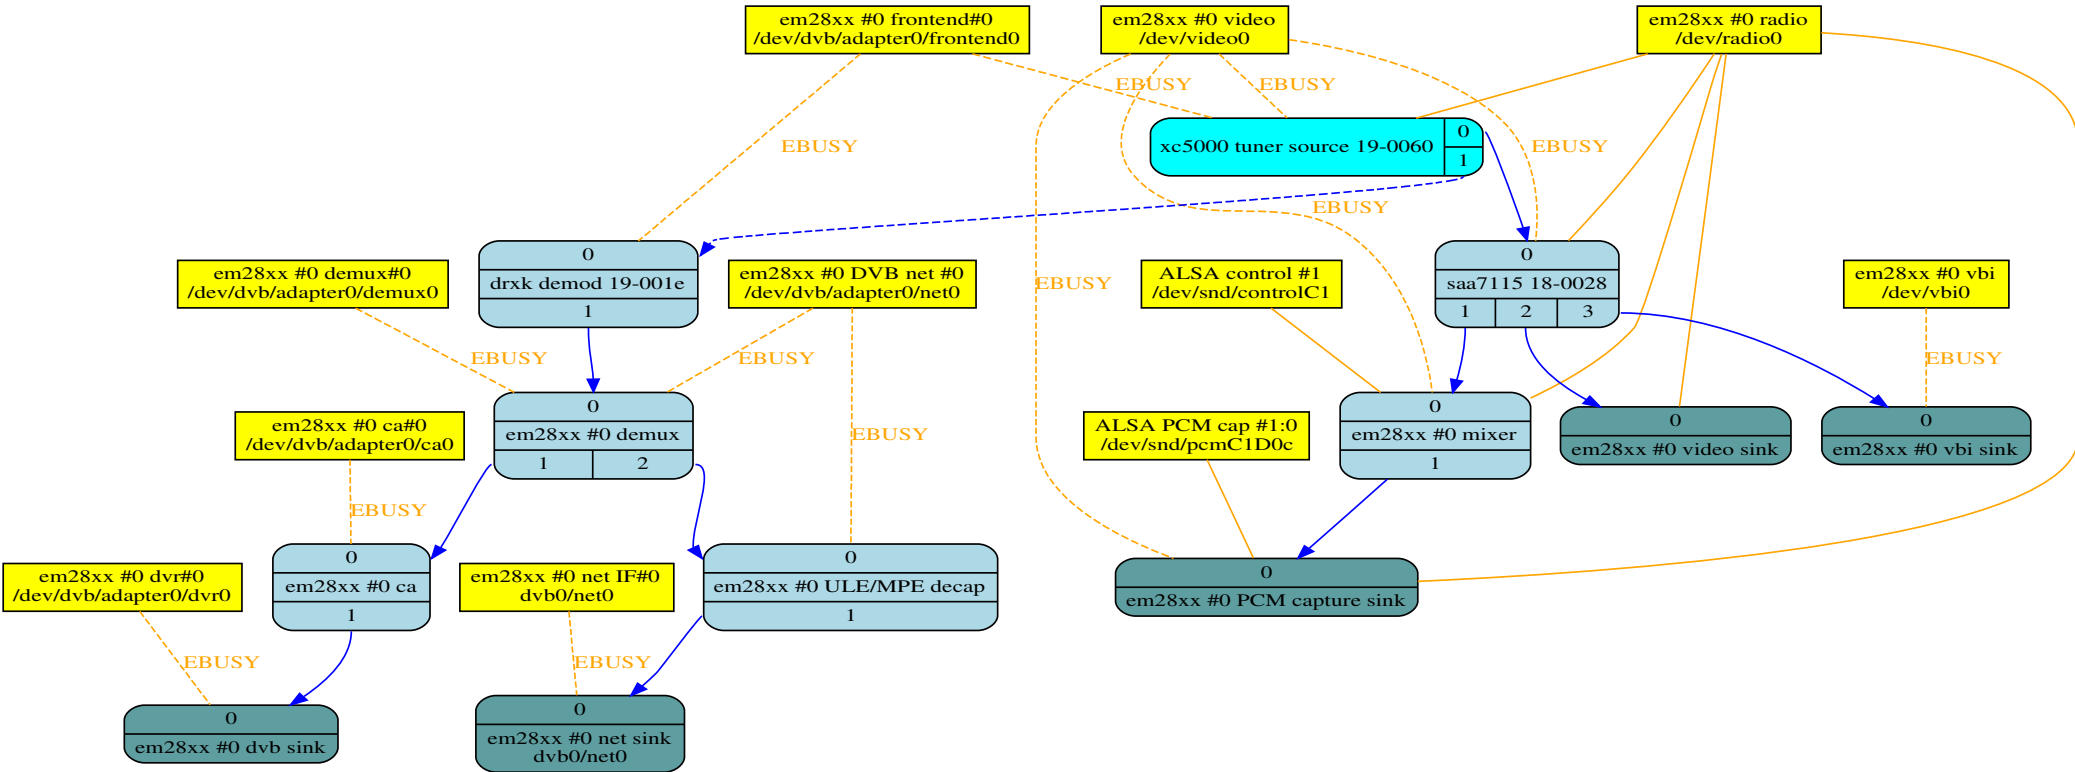 em28xx #0 frontend#0
/dev/dvb/adapter0/frontend0
em28xx #0 video
/dev/video0
em28xx #0 radio
/dev/radio0
EBUSY
EBUSY
EBUSY
EBUSY
xc5000 tuner source 19-0060
0
1
EBUSY
0
drxk demod 19-001e
1
em28xx #0 demux#0
/dev/dvb/adapter0/demux0
em28xx #0 DVB net #0
/dev/dvb/adapter0/net0
EBUSY
ALSA control #1
/dev/snd/controlC1
0
saa7115 18-0028
1
2
3
em28xx #0 vbi
/dev/vbi0
EBUSY
EBUSY
EBUSY
em28xx #0 ca#0
/dev/dvb/adapter0/ca0
0
em28xx #0 demux
1
2
EBUSY
ALSA PCM cap #1:0
/dev/snd/pcmC1D0c
0
em28xx #0 mixer
1
0
em28xx #0 video sink
0
em28xx #0 vbi sink
EBUSY
em28xx #0 dvr#0
/dev/dvb/adapter0/dvr0
0
em28xx #0 ca
1
em28xx #0 net IF#0
dvb0/net0
0
em28xx #0 ULE/MPE decap
1
0
em28xx #0 PCM capture sink
EBUSY
EBUSY
0
em28xx #0 dvb sink
0
em28xx #0 net sink
dvb0/net0